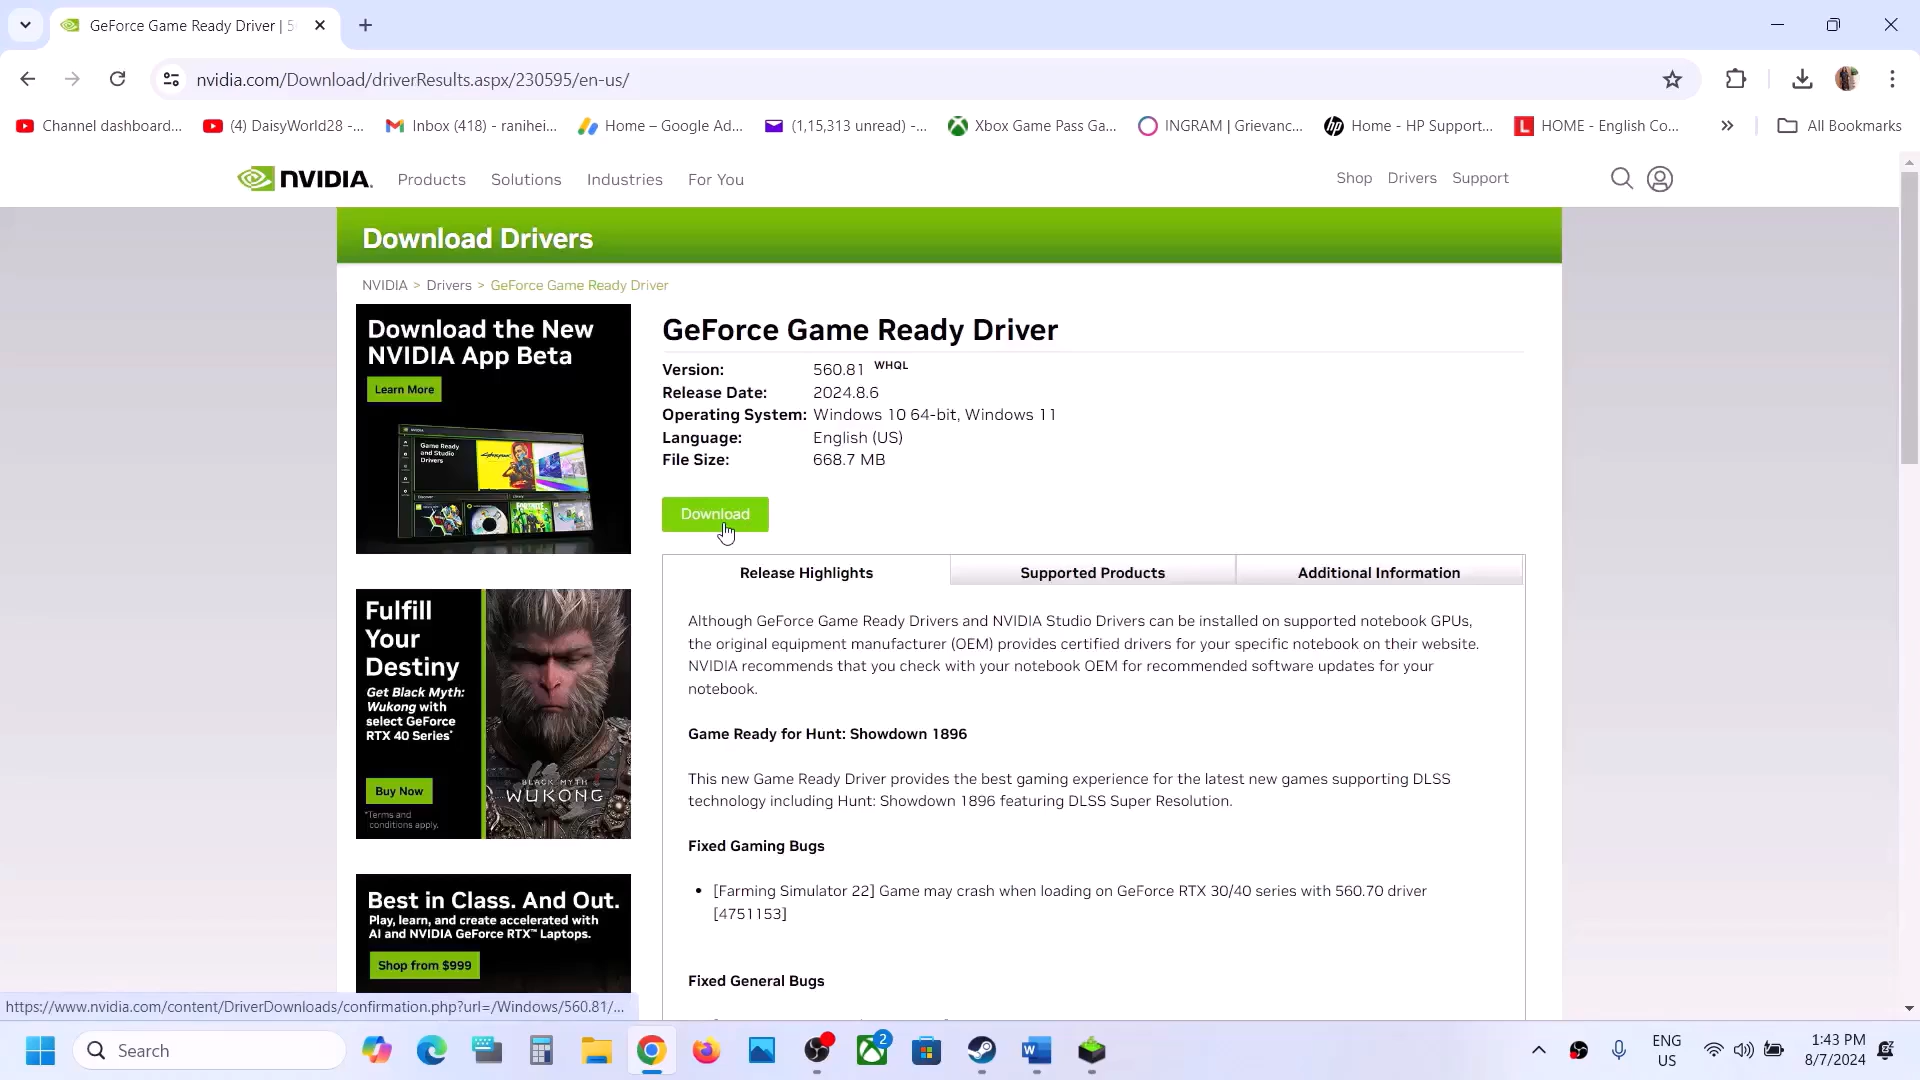 GeForce Game Ready Driver | 5
nvidia.com/Download/driverResults.aspx/230595/en-us/
Channel dashboard...
(4) DaisyWorld28 -...
Inbox (418) - ranihei...
Home – Google Ad...
(1,15,313 unread) -...
Xbox Game Pass Ga...
INGRAM | Grievanc...
Home - HP Support...
HOME - English Co...
All Bookmarks
NVIDIA.
Products
Solutions
Industries
For You
Shop
Drivers
Support
Download Drivers
NVIDIA > Drivers > GeForce Game Ready Driver
Download the New
NVIDIA App Beta
Learn More
Game Ready
and Studio
Drivers
GeForce Game Ready Driver
Version: 560.81 WHQL
Release Date: 2024.8.6
Operating System: Windows 10 64-bit, Windows 11
Language: English (US)
File Size: 668.7 MB
Download
Release Highlights
Supported Products
Additional Information
Although GeForce Game Ready Drivers and NVIDIA Studio Drivers can be installed on supported notebook GPUs,
the original equipment manufacturer (OEM) provides certified drivers for your specific notebook on their website.
NVIDIA recommends that you check with your notebook OEM for recommended software updates for your
notebook.
Game Ready for Hunt: Showdown 1896
This new Game Ready Driver provides the best gaming experience for the latest new games supporting DLSS
technology including Hunt: Showdown 1896 featuring DLSS Super Resolution.
Fixed Gaming Bugs
• [Farming Simulator 22] Game may crash when loading on GeForce RTX 30/40 series with 560.70 driver
[4751153]
Fixed General Bugs
Fulfill
Your
Destiny
Get Black Myth:
Wukong with
select GeForce
RTX 40 Series*
Buy Now
*Terms and
conditions apply.
BLACK MYTH
WUKONG
Best in Class. And Out.
Play, learn, and create accelerated with
AI and NVIDIA GeForce RTX™ Laptops.
Shop from $999
https://www.nvidia.com/content/DriverDownloads/confirmation.php?url=/Windows/560.81/...
Search
2
ENG
US
1:43 PM
8/7/2024